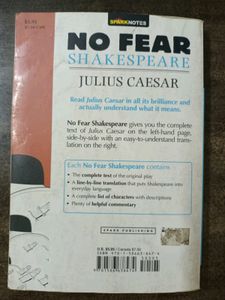 SPARKNOTES
NO FEAR
SHAKESPEARE
JULIUS CAESAR
Read Julius Caesar in all its brilliance and
actually understand what it means.
No Fear Shakespeare gives you the complete
text of Julius Caesar on the left-hand page,
side-by-side with an easy-to-understand trans-
lation on the right.
Each No Fear Shakespeare contains
The complete text of the original play
A line-by-line translation that puts Shakespeare into
everyday language
A complete list of characters with descriptions
Plenty of helpful commentary
SPARK PUBLISHING